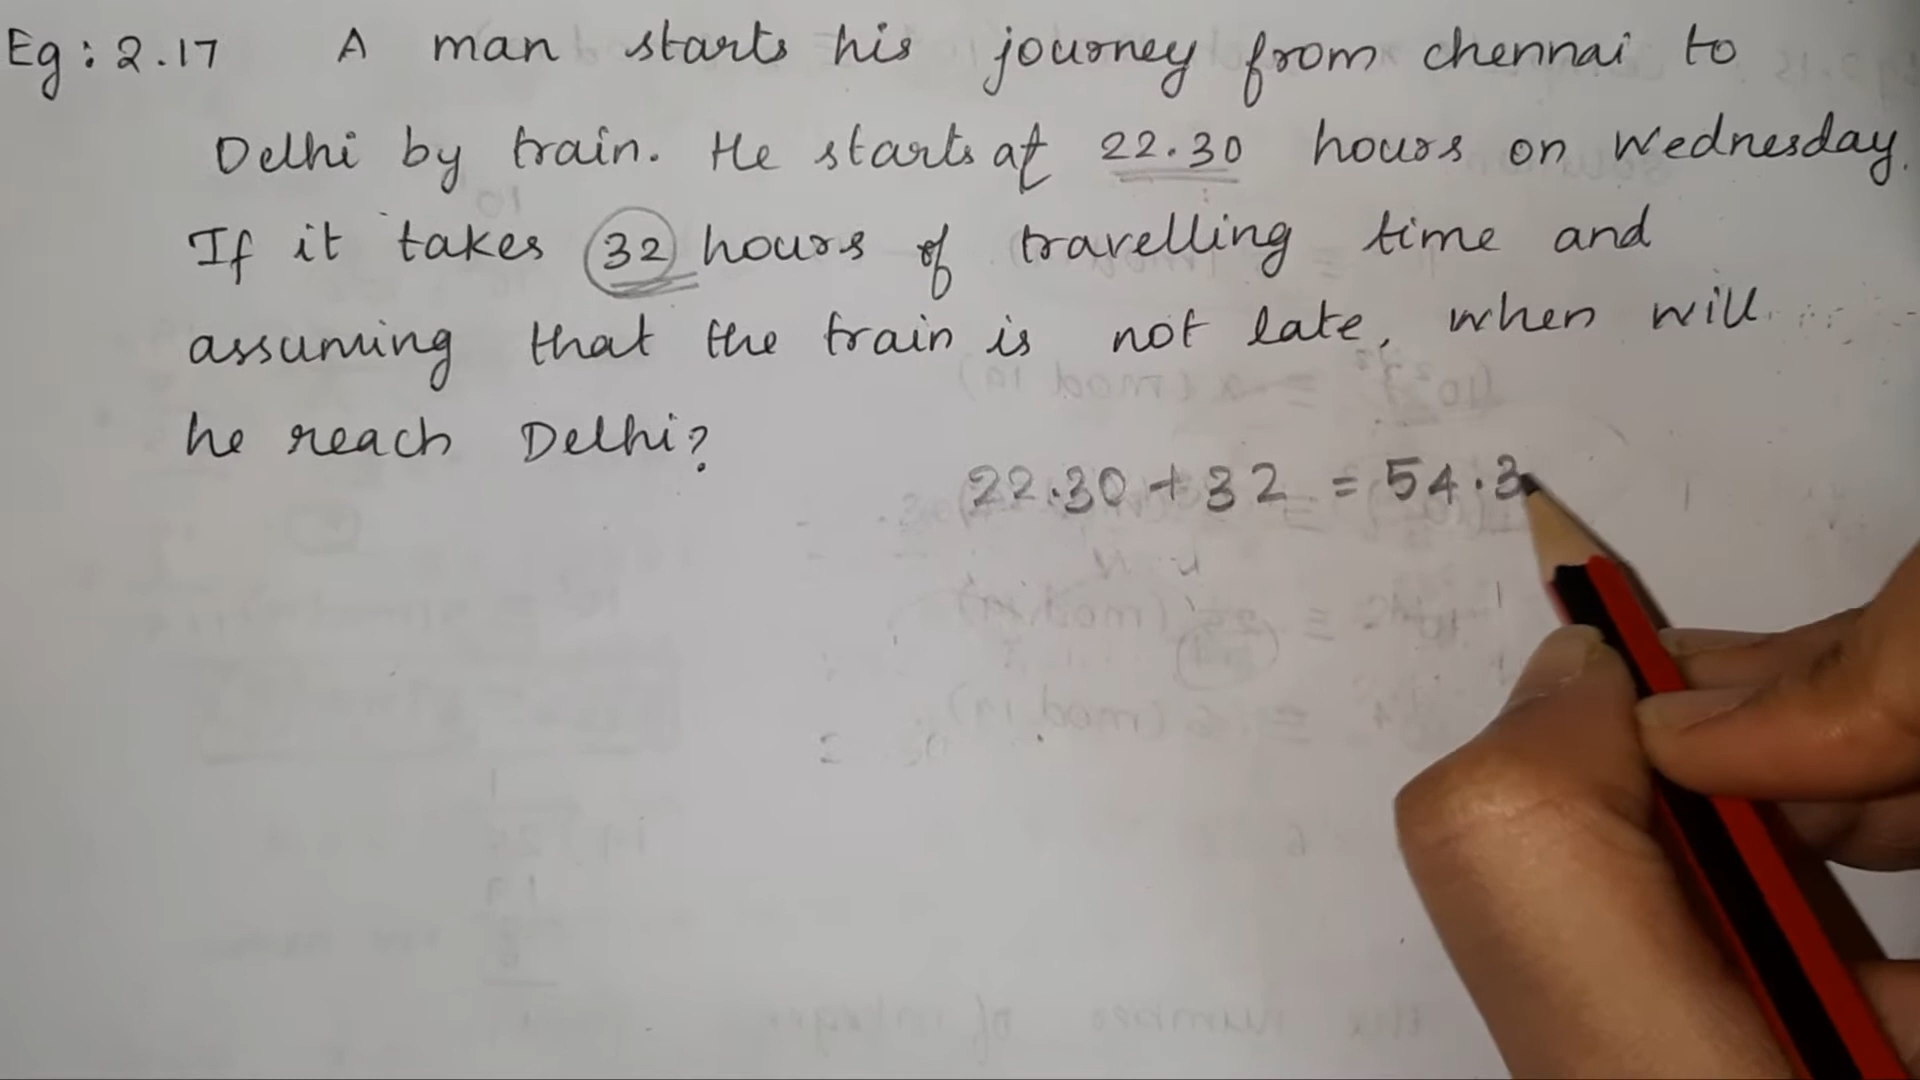 Eg: 2.17 A man starts his journey from chennai to
Delhi by train. He starts at 22.30 hours on Wednesday.
If it takes 32 hours of travelling time and
assuming that the train is not late, when will
he reach Delhi?
22.30 + 32 = 54.3